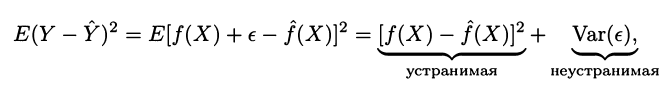 E(Y − Ŷ)² = E[f(X) + ϵ − f̂(X)]² = [f(X) − f̂(X)]² + Var(ϵ),
устранимая неустранимая